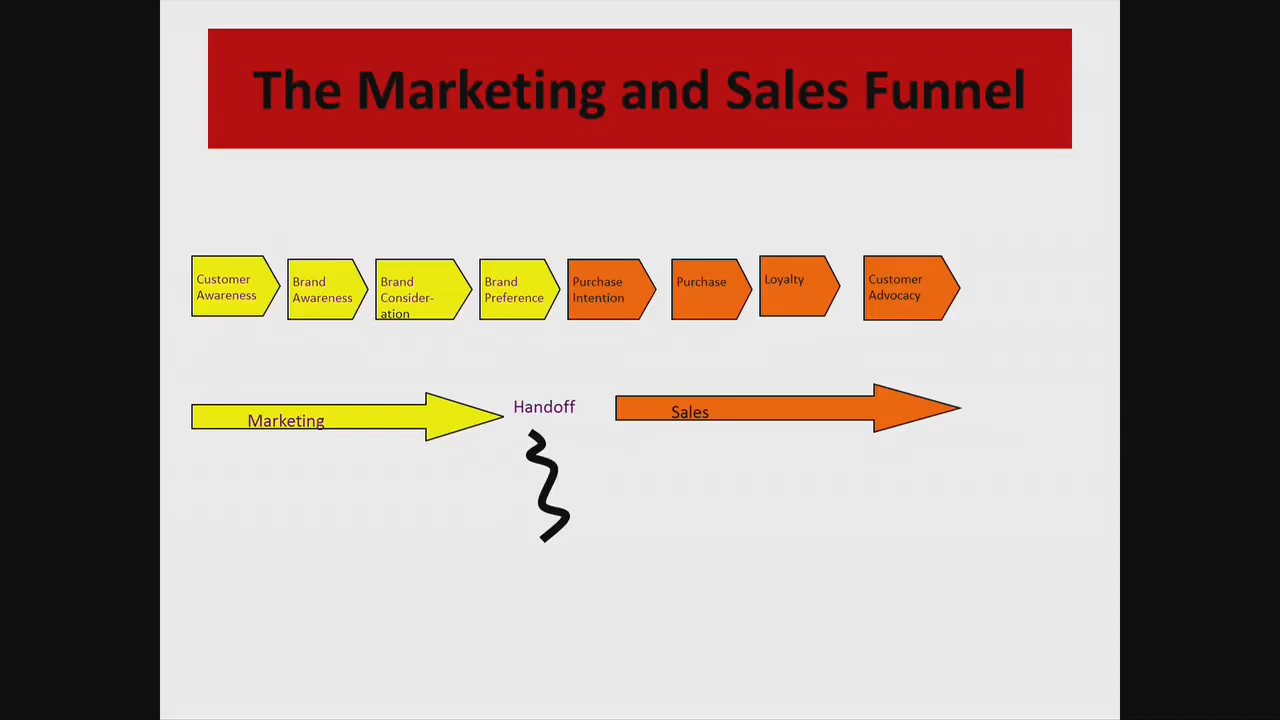 The Marketing and Sales Funnel
Customer
Awareness
Brand
Awareness
Brand
Consider-
ation
Brand
Preference
Purchase
Intention
Purchase
Loyalty
Customer
Advocacy
Marketing
Handoff
Sales